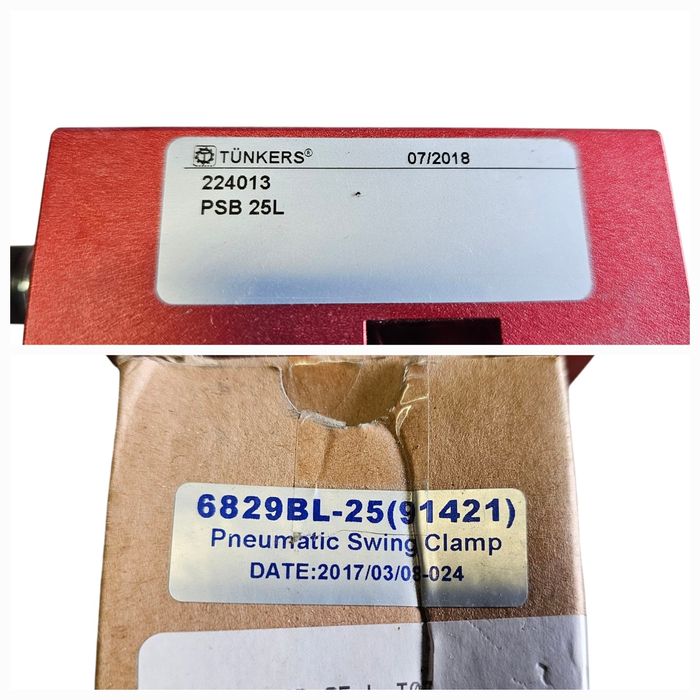 TÜNKERS® 07/2018
224013
PSB 25L
6829BL-25(91421)
Pneumatic Swing Clamp
DATE:2017/03/08-024